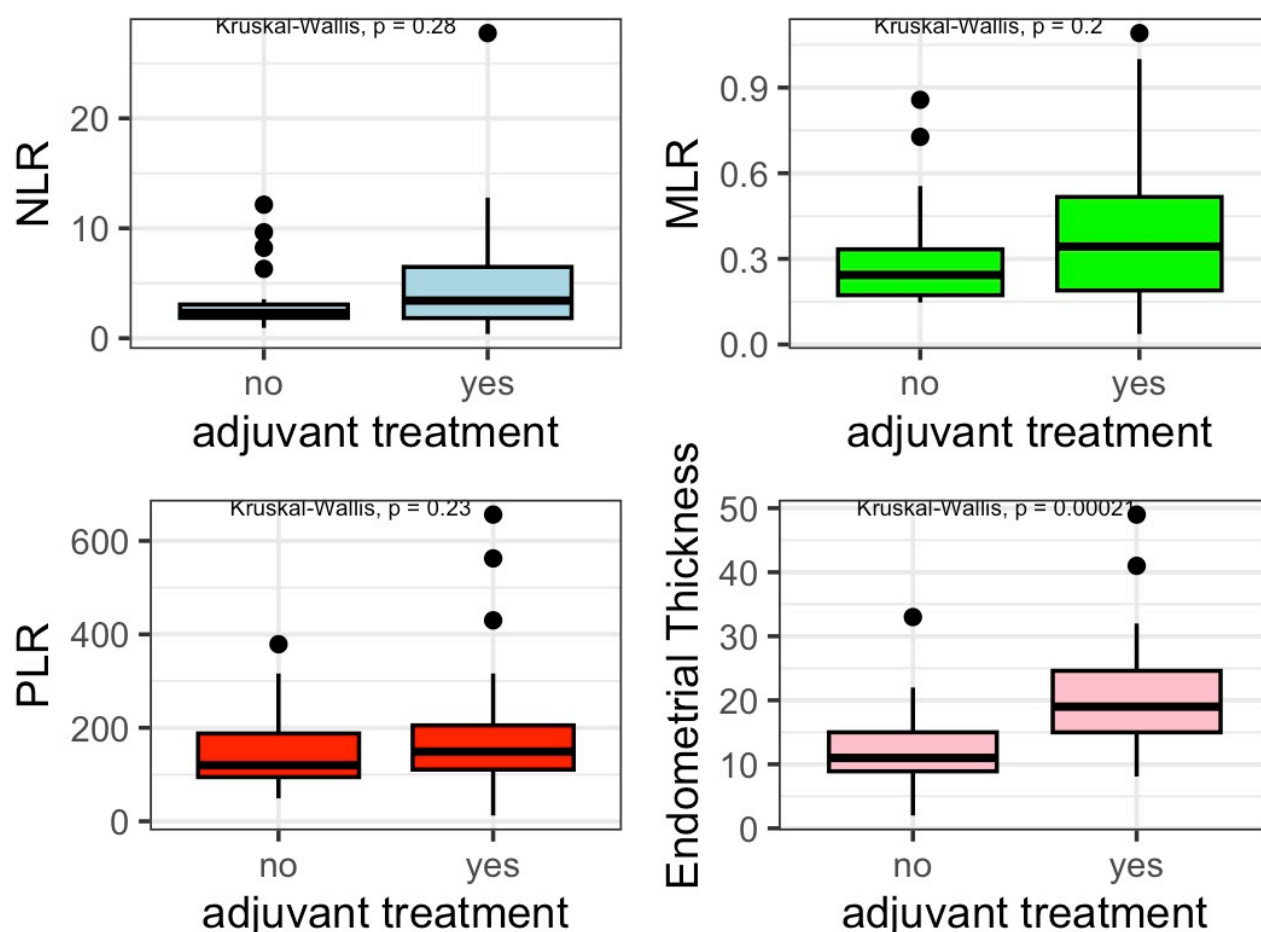 Kruskal-Wallis, p = 0.28
20
10
0
NLR
no yes
adjuvant treatment
Kruskal-Wallis, p = 0.2
0.9
0.6
0.3
0.0
MLR
no yes
adjuvant treatment
Kruskal-Wallis, p = 0.23
600
400
200
0
PLR
no yes
adjuvant treatment
Kruskal-Wallis, p = 0.00021
50
40
30
20
10
0
Endometrial Thickness
no yes
adjuvant treatment